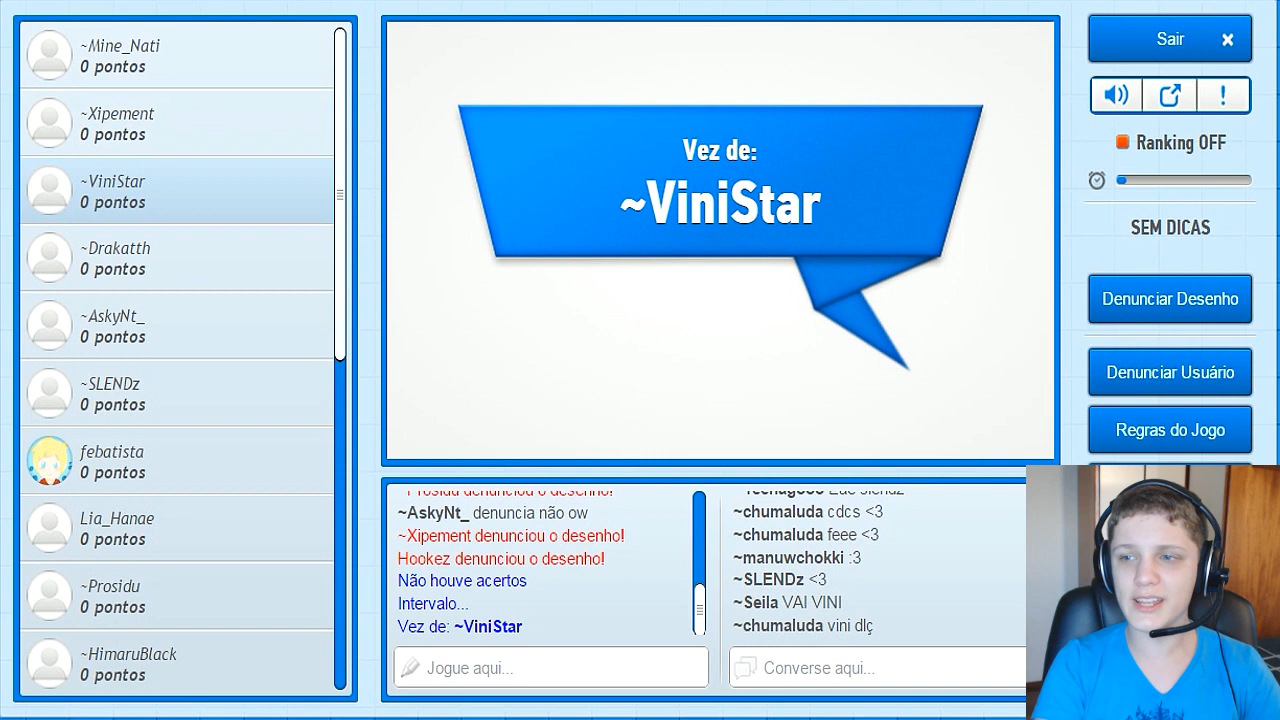 ~Mine_Nati
0 pontos
~Xipement
0 pontos
~ViniStar
0 pontos
~Drakatth
0 pontos
~AskyNt_
0 pontos
~SLENDz
0 pontos
febatista
0 pontos
Lia_Hanae
0 pontos
~Prosidu
0 pontos
~HimaruBlack
0 pontos
Vez de:
~ViniStar
~Prosidu denunciou o desenho!
~AskyNt_ denuncia não ow
~Xipement denunciou o desenho!
Hookez denunciou o desenho!
Não houve acertos
Intervalo...
Vez de: ~ViniStar
Jogue aqui...
slendz
~chumaluda cdcs <3
~chumaluda feee <3
~manuwchokki :3
~SLENDz <3
~Seila VAI VINI
~chumaluda vini dlç
Converse aqui...
Sair ×
!
Ranking OFF
SEM DICAS
Denunciar Desenho
Denunciar Usuário
Regras do Jogo